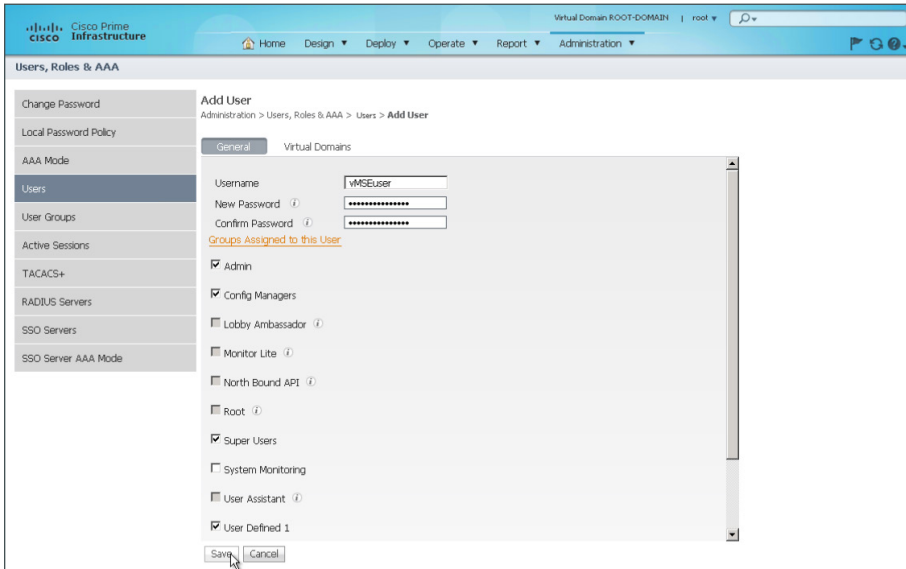 Virtual Domain ROOT-DOMAIN | root
Cisco Prime
CISCO Infrastructure
Home Design Deploy Operate Report Administration
Users, Roles & AAA
Change Password
Local Password Policy
AAA Mode
Users
User Groups
Active Sessions
TACACS+
RADIUS Servers
SSO Servers
SSO Server AAA Mode
Add User
Administration > Users, Roles & AAA > Users > Add User
General Virtual Domains
Username vMSEuser
New Password
Confirm Password
Groups Assigned to this User
Admin
Config Managers
Lobby Ambassador
Monitor Lite
North Bound API
Root
Super Users
System Monitoring
User Assistant
User Defined 1
Save Cancel